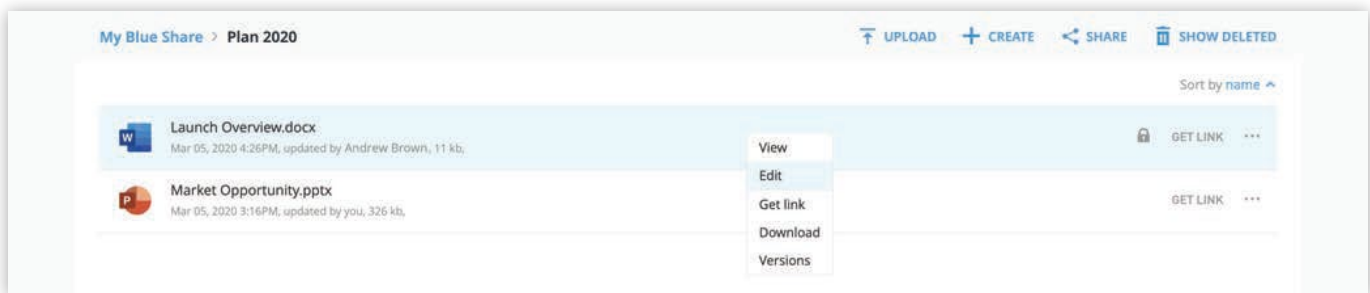 My Blue Share > Plan 2020
UPLOAD CREATE SHARE SHOW DELETED
Sort by name
W Launch Overview.docx
Mar 05, 2020 4:26PM, updated by Andrew Brown, 11 kb,
GET LINK ...
P Market Opportunity.pptx
Mar 05, 2020 3:16PM, updated by you, 326 kb,
GET LINK ...
View
Edit
Get link
Download
Versions